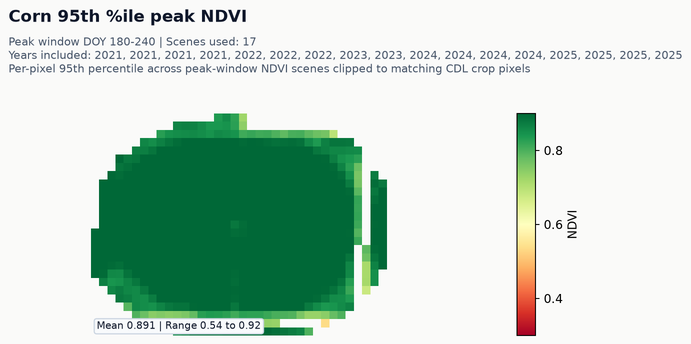 Corn 95th %ile peak NDVI
Peak window DOY 180-240 | Scenes used: 17
Years included: 2021, 2021, 2021, 2021, 2022, 2022, 2022, 2023, 2023, 2024, 2024, 2024, 2024, 2025, 2025, 2025, 2025
Per-pixel 95th percentile across peak-window NDVI scenes clipped to matching CDL crop pixels
0.8
0.6
0.4
NDVI
Mean 0.891 | Range 0.54 to 0.92